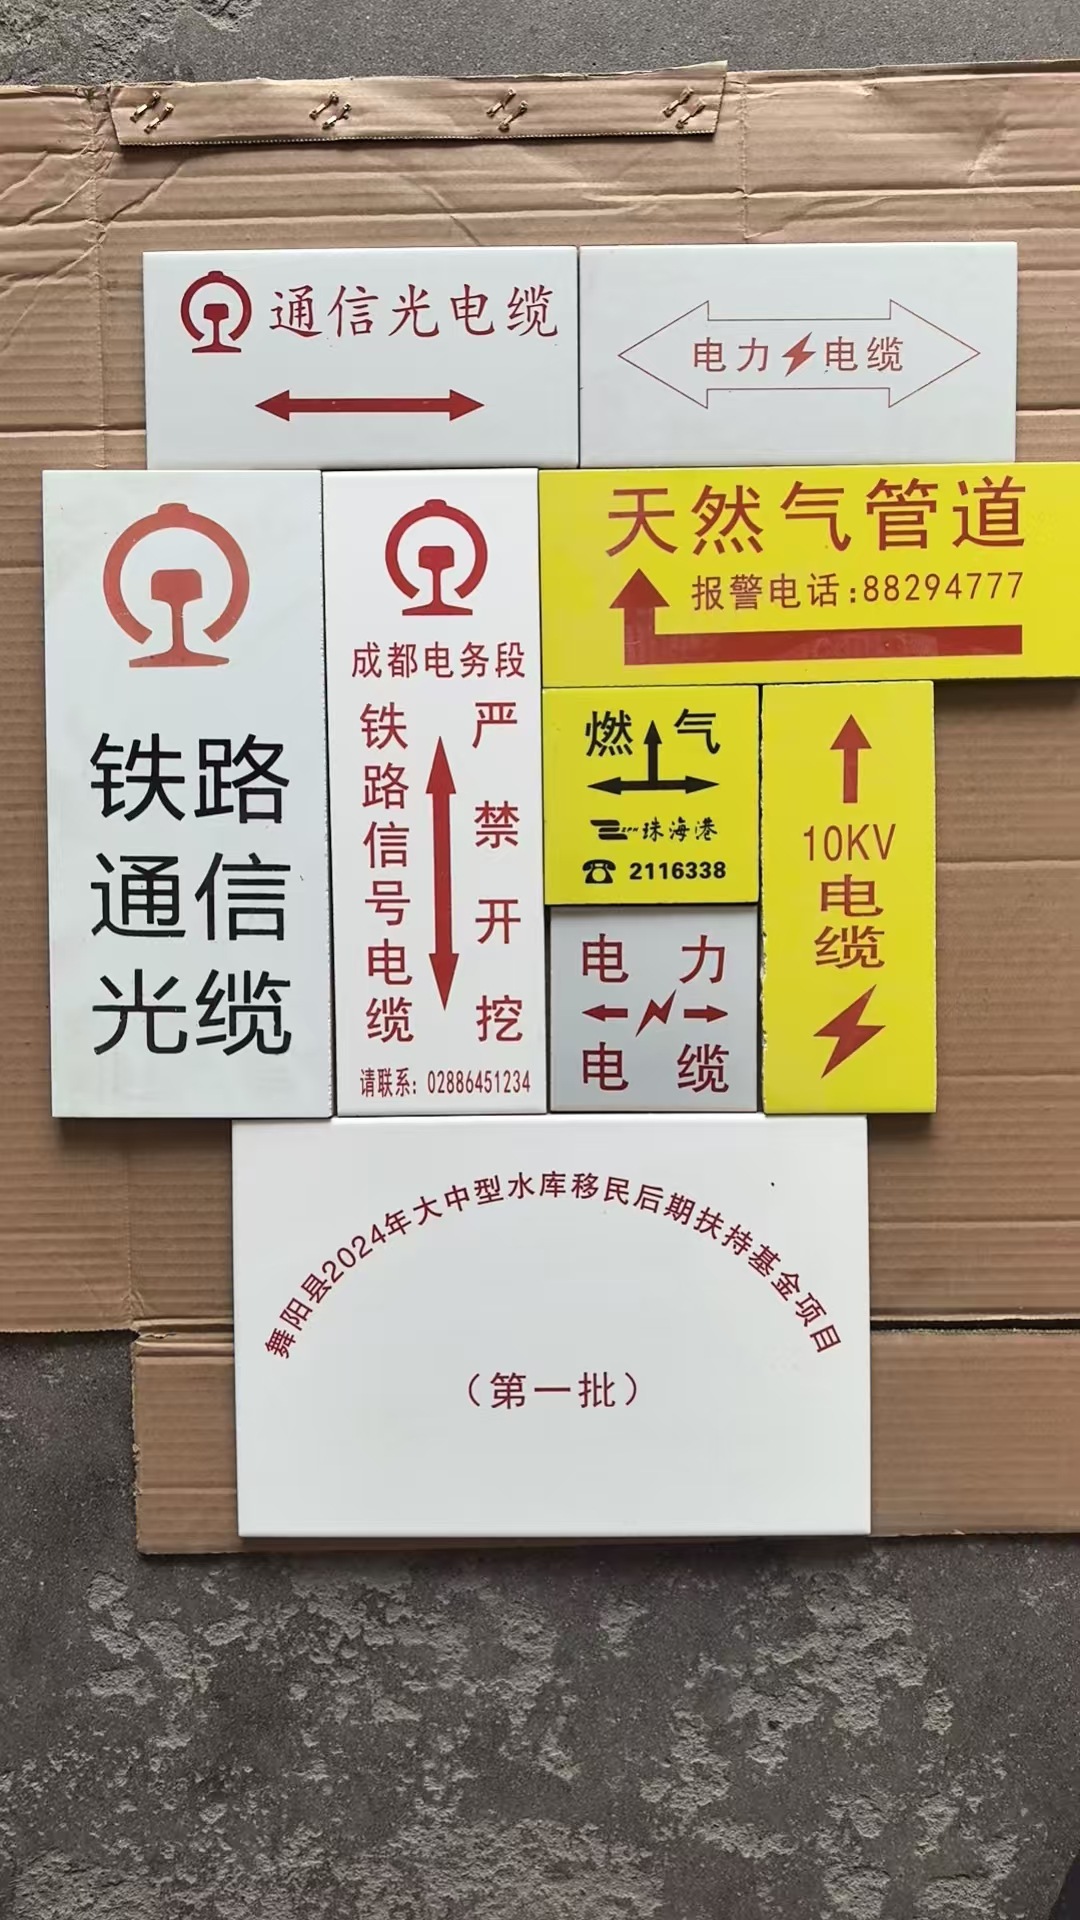 通信光电缆
电力⚡电缆
铁路
通信
光缆
成都电务段
铁路信号电缆
严禁开挖
请联系：02886451234
天然气管道
报警电话:88294777
燃气
ZPH 珠海港
☎ 2116338
电力
电缆
10KV
电缆
舞阳县2024年大中型水库移民后期扶持基金项目
（第一批）